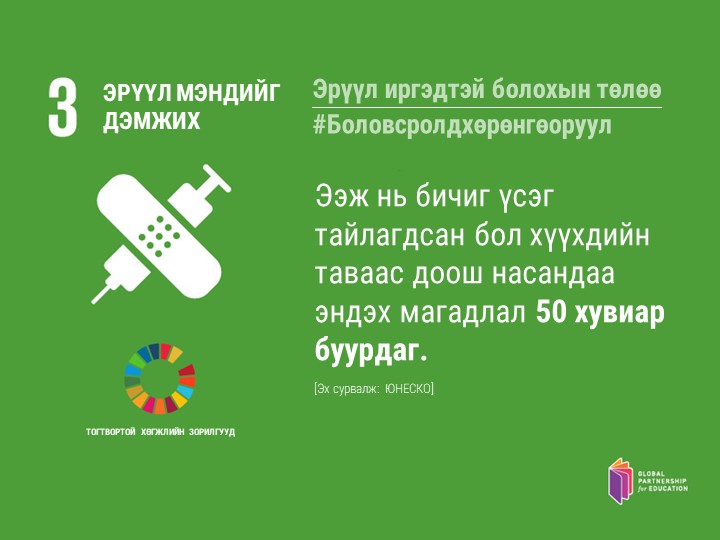 3
ЭРҮҮЛ МЭНДИЙГ
ДЭМЖИХ
Эрүүл иргэдтэй болохын төлөө
#Боловсролдхөрөнгөоруул
Ээж нь бичиг үсэг
тайлагдсан бол хүүхдийн
таваас доош насандаа
эндэх магадлал 50 хувиар
буурдаг.
[Эх сурвалж: ЮНЕСКО]
ТОГТВОРТОЙ ХӨГЖЛИЙН ЗОРИЛГУУД
GLOBAL
PARTNERSHIP
for EDUCATION